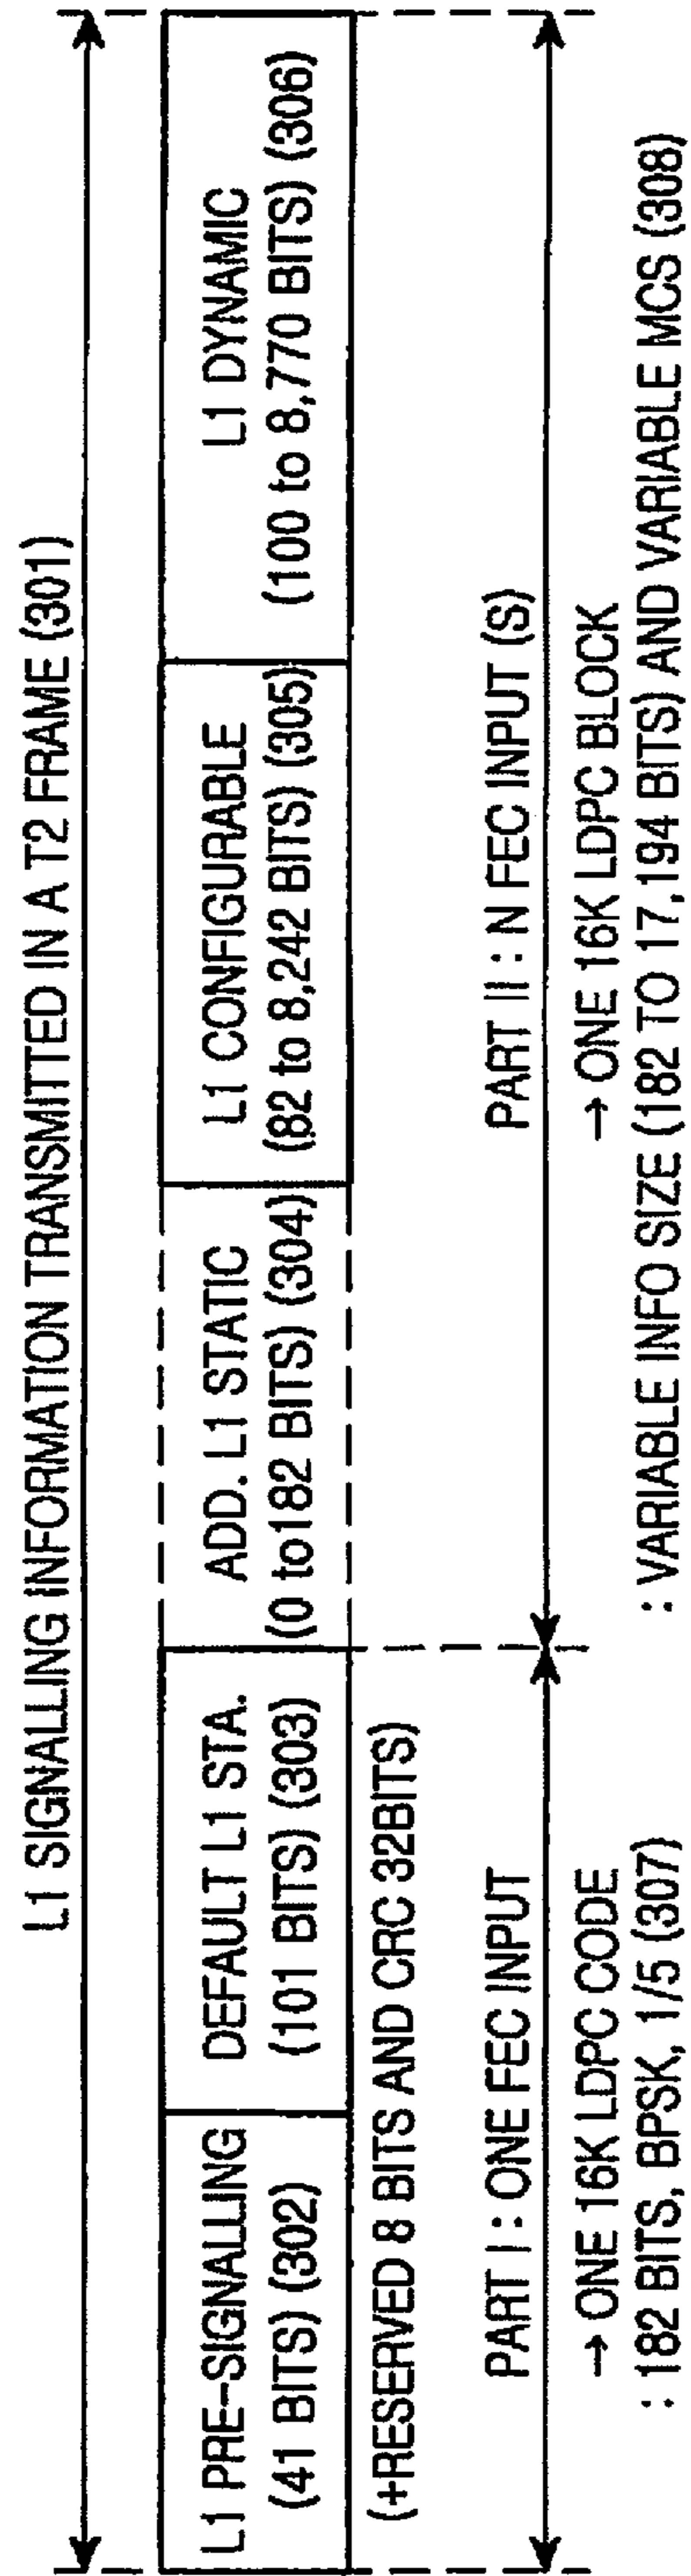 L1 SIGNALLING INFORMATION TRANSMITTED IN A T2 FRAME (301)
L1 PRE-SIGNALLING
(41 BITS) (302)
DEFAULT L1 STA.
(101 BITS) (303)
ADD. L1 STATIC
(0 to182 BITS) (304)
L1 CONFIGURABLE
(82 to 8,242 BITS) (305)
L1 DYNAMIC
(100 to 8,770 BITS) (306)
(+RESERVED 8 BITS AND CRC 32BITS)
PART I : ONE FEC INPUT
→ ONE 16K LDPC CODE
: 182 BITS, BPSK, 1/5 (307)
PART II : N FEC INPUT (S)
→ ONE 16K LDPC BLOCK
: VARIABLE INFO SIZE (182 TO 17,194 BITS) AND VARIABLE MCS (308)